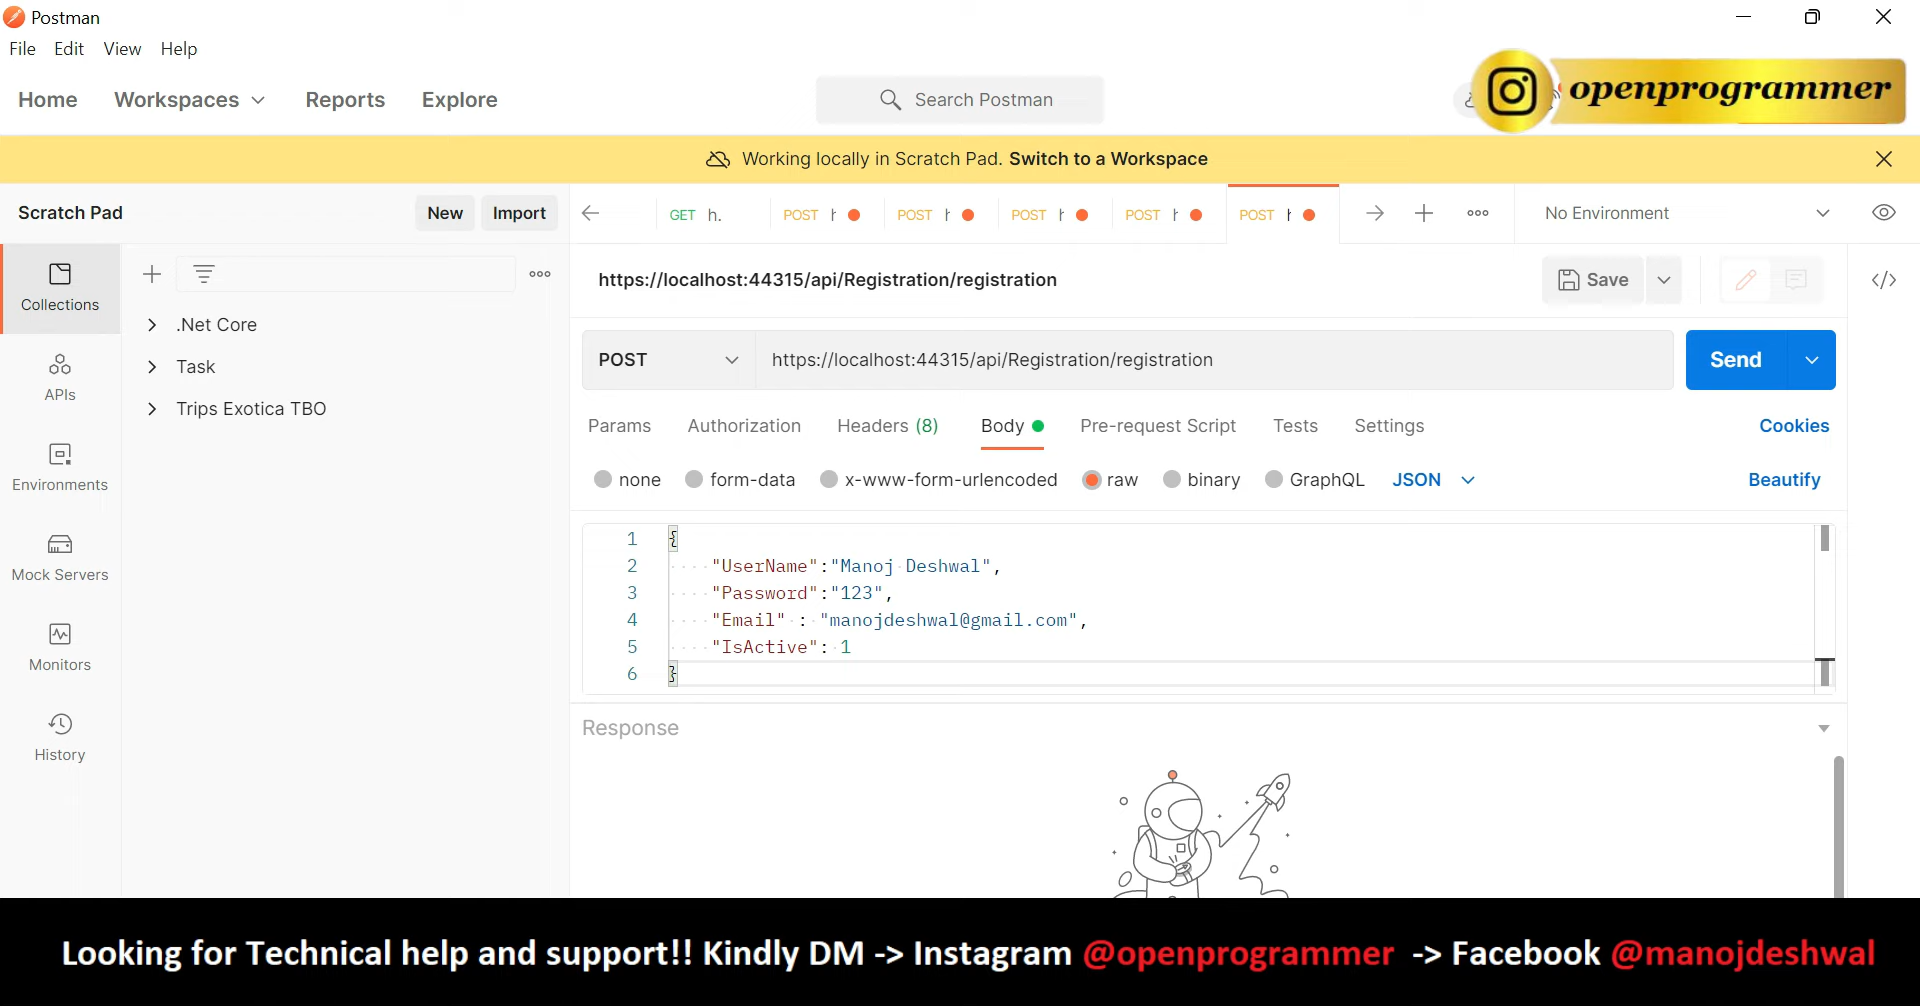 Postman
File Edit View Help
Home Workspaces Reports Explore
Search Postman
openprogrammer
Working locally in Scratch Pad. Switch to a Workspace
Scratch Pad
New Import
GET h.
POST
POST
POST
POST
POST
No Environment
Collections
APIs
Environments
Mock Servers
Monitors
History
.Net Core
Task
Trips Exotica TBO
https://localhost:44315/api/Registration/registration
Save
POST
https://localhost:44315/api/Registration/registration
Send
Params Authorization Headers (8) Body Pre-request Script Tests Settings Cookies
none form-data x-www-form-urlencoded raw binary GraphQL JSON Beautify
1 {
2 "UserName":"Manoj Deshwal",
3 "Password":"123",
4 "Email" : "manojdeshwal@gmail.com",
5 "IsActive": 1
6 }
Response
Looking for Technical help and support!! Kindly DM -> Instagram @openprogrammer -> Facebook @manojdeshwal